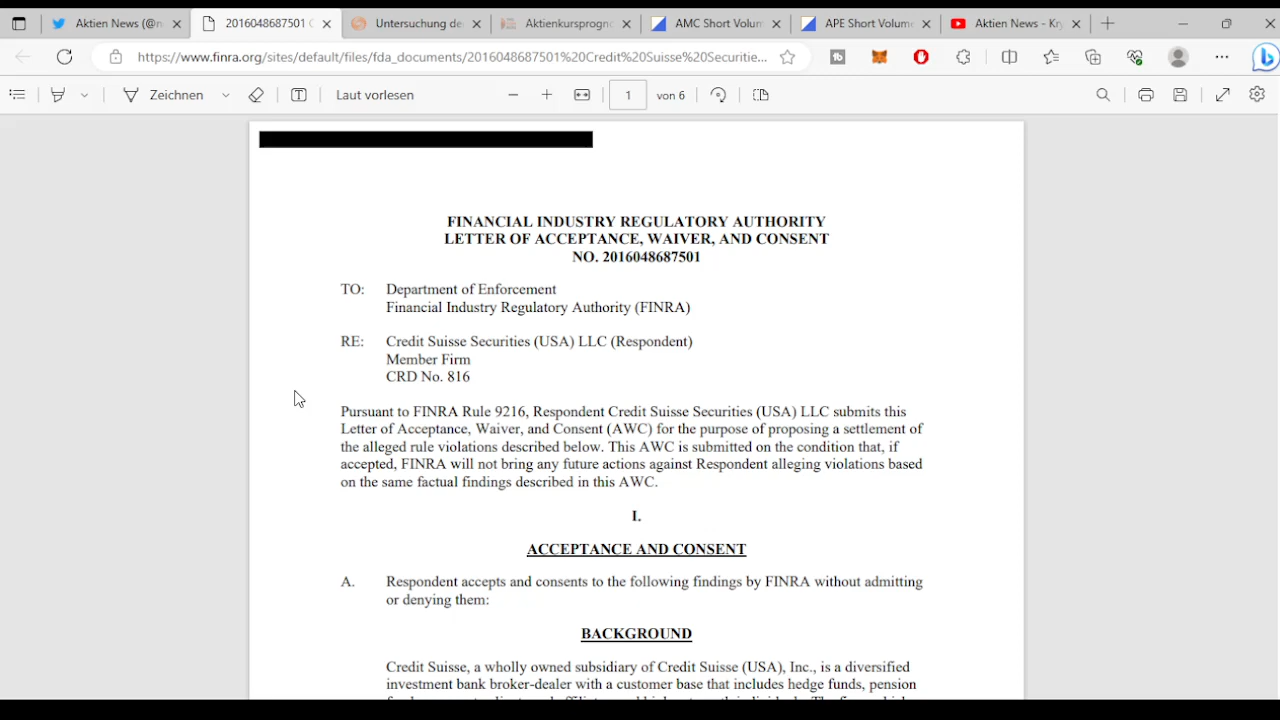 Aktien News (@n
2016048687501 C
Untersuchung de
Aktienkursprogno
AMC Short Volum
APE Short Volume
Aktien News - Kry
https://www.finra.org/sites/default/files/fda_documents/2016048687501%20Credit%20Suisse%20Securitie...
Zeichnen
Laut vorlesen
1
von 6
FINANCIAL INDUSTRY REGULATORY AUTHORITY
LETTER OF ACCEPTANCE, WAIVER, AND CONSENT
NO. 2016048687501
TO: Department of Enforcement
Financial Industry Regulatory Authority (FINRA)
RE: Credit Suisse Securities (USA) LLC (Respondent)
Member Firm
CRD No. 816
Pursuant to FINRA Rule 9216, Respondent Credit Suisse Securities (USA) LLC submits this
Letter of Acceptance, Waiver, and Consent (AWC) for the purpose of proposing a settlement of
the alleged rule violations described below. This AWC is submitted on the condition that, if
accepted, FINRA will not bring any future actions against Respondent alleging violations based
on the same factual findings described in this AWC.
I.
ACCEPTANCE AND CONSENT
A. Respondent accepts and consents to the following findings by FINRA without admitting
or denying them:
BACKGROUND
Credit Suisse, a wholly owned subsidiary of Credit Suisse (USA), Inc., is a diversified
investment bank broker-dealer with a customer base that includes hedge funds, pension